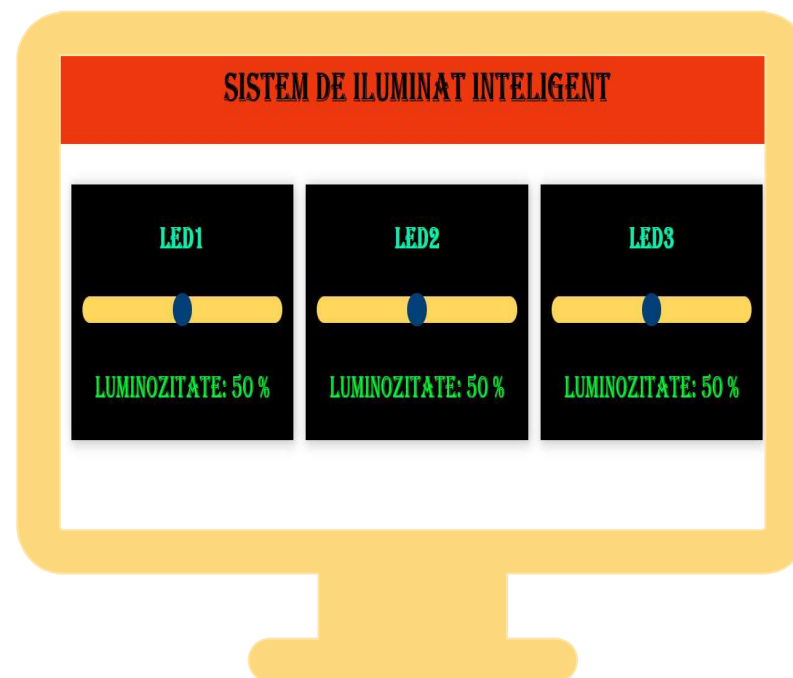 SISTEM DE ILUMINAT INTELIGENT
LED1
LUMINOZITATE: 50 %
LED2
LUMINOZITATE: 50 %
LED3
LUMINOZITATE: 50 %